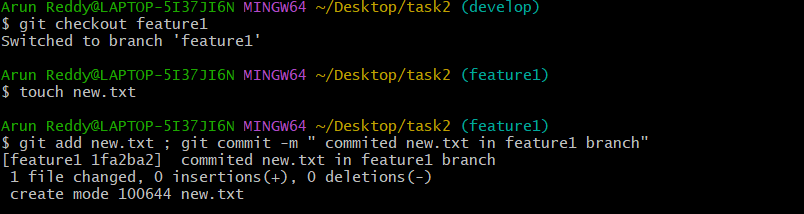 Arun Reddy@LAPTOP-5I37JI6N MINGW64 ~/Desktop/task2 (develop)
$ git checkout feature1
Switched to branch 'feature1'
Arun Reddy@LAPTOP-5I37JI6N MINGW64 ~/Desktop/task2 (feature1)
$ touch new.txt
Arun Reddy@LAPTOP-5I37JI6N MINGW64 ~/Desktop/task2 (feature1)
$ git add new.txt ; git commit -m " commited new.txt in feature1 branch"
[feature1 1fa2ba2]  commited new.txt in feature1 branch
 1 file changed, 0 insertions(+), 0 deletions(-)
 create mode 100644 new.txt